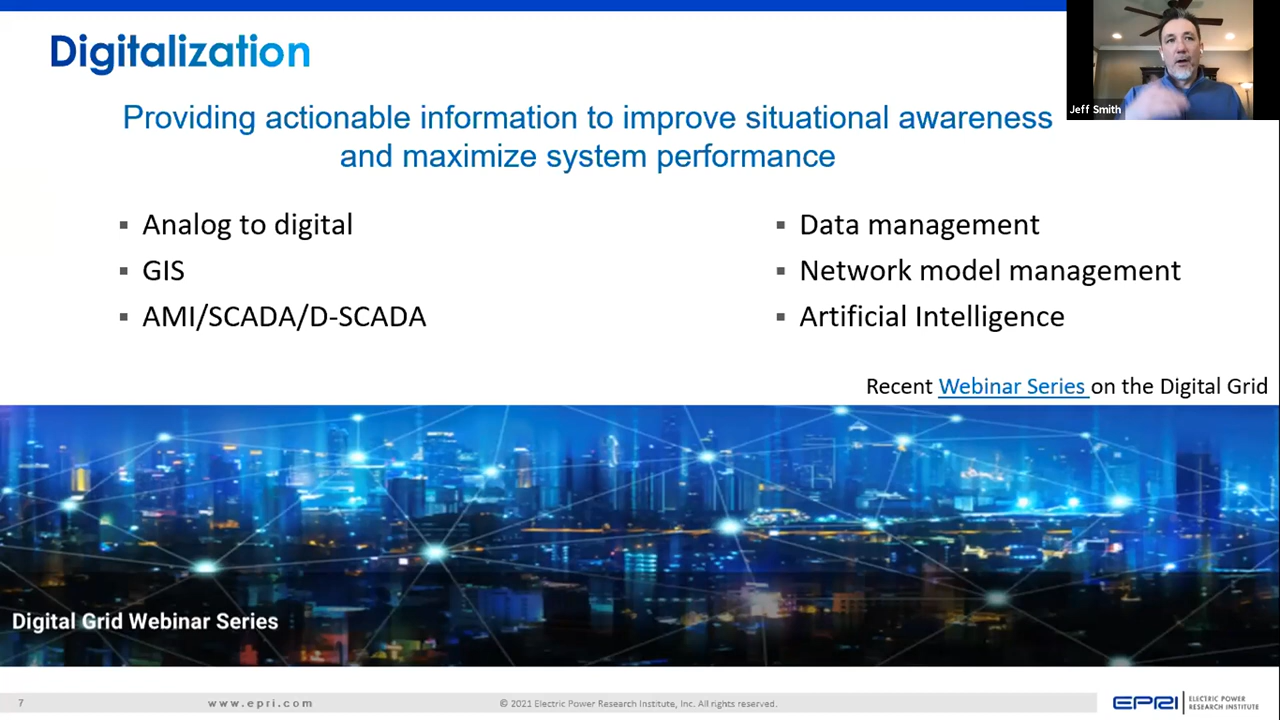 Digitalization
Jeff Smith
Providing actionable information to improve situational awareness
and maximize system performance
▪ Analog to digital
▪ GIS
▪ AMI/SCADA/D-SCADA
▪ Data management
▪ Network model management
▪ Artificial Intelligence
Recent Webinar Series on the Digital Grid
Digital Grid Webinar Series
7
www.epri.com
© 2021 Electric Power Research Institute, Inc. All rights reserved.
EPRI
ELECTRIC POWER
RESEARCH INSTITUTE